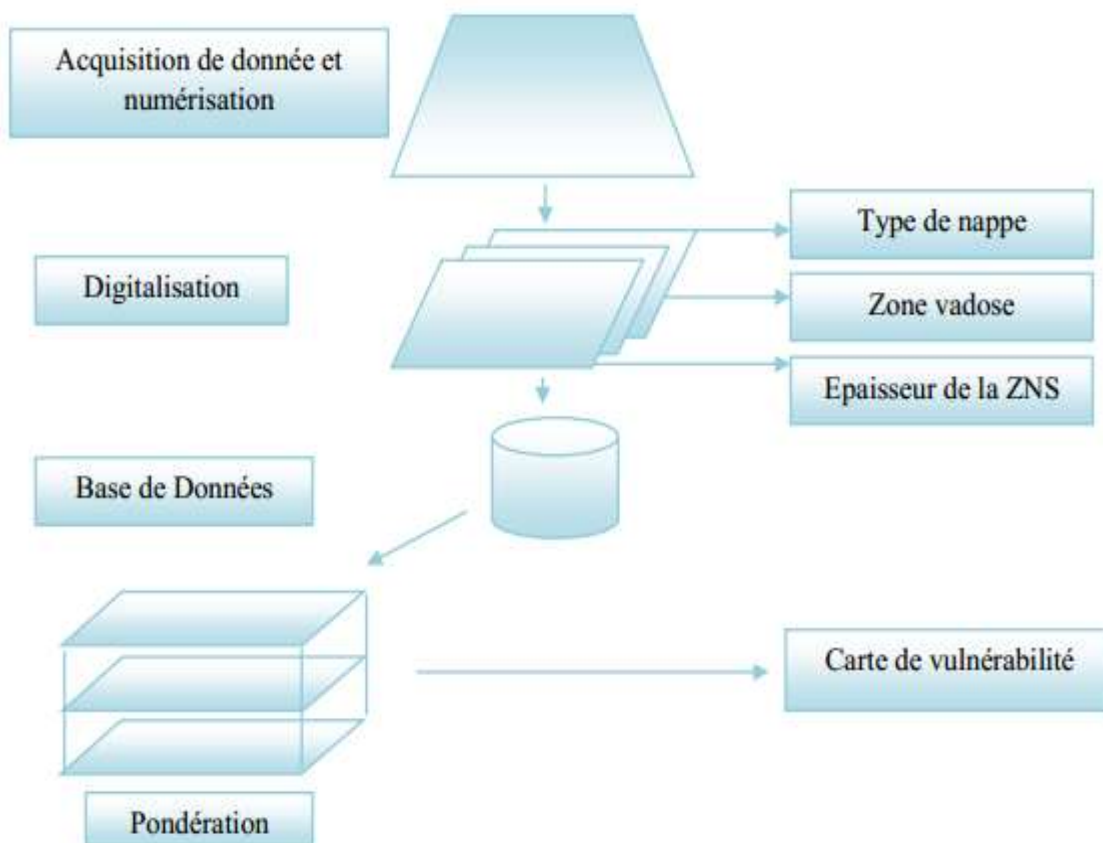 Acquisition de donnée et
numérisation
Type de nappe
Digitalisation
Zone vadose
Epaisseur de la ZNS
Base de Données
Carte de vulnérabilité
Pondération